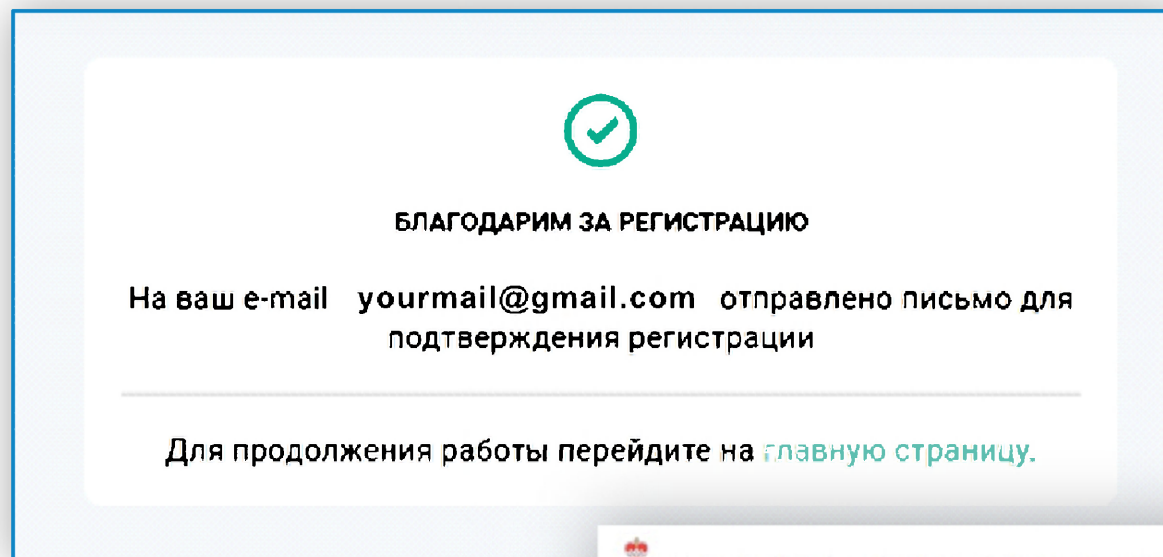 БЛАГОДАРИМ ЗА РЕГИСТРАЦИЮ
На ваш e-mail yourmail@gmail.com отправлено письмо для
подтверждения регистрации
Для продолжения работы перейдите на главную страницу.